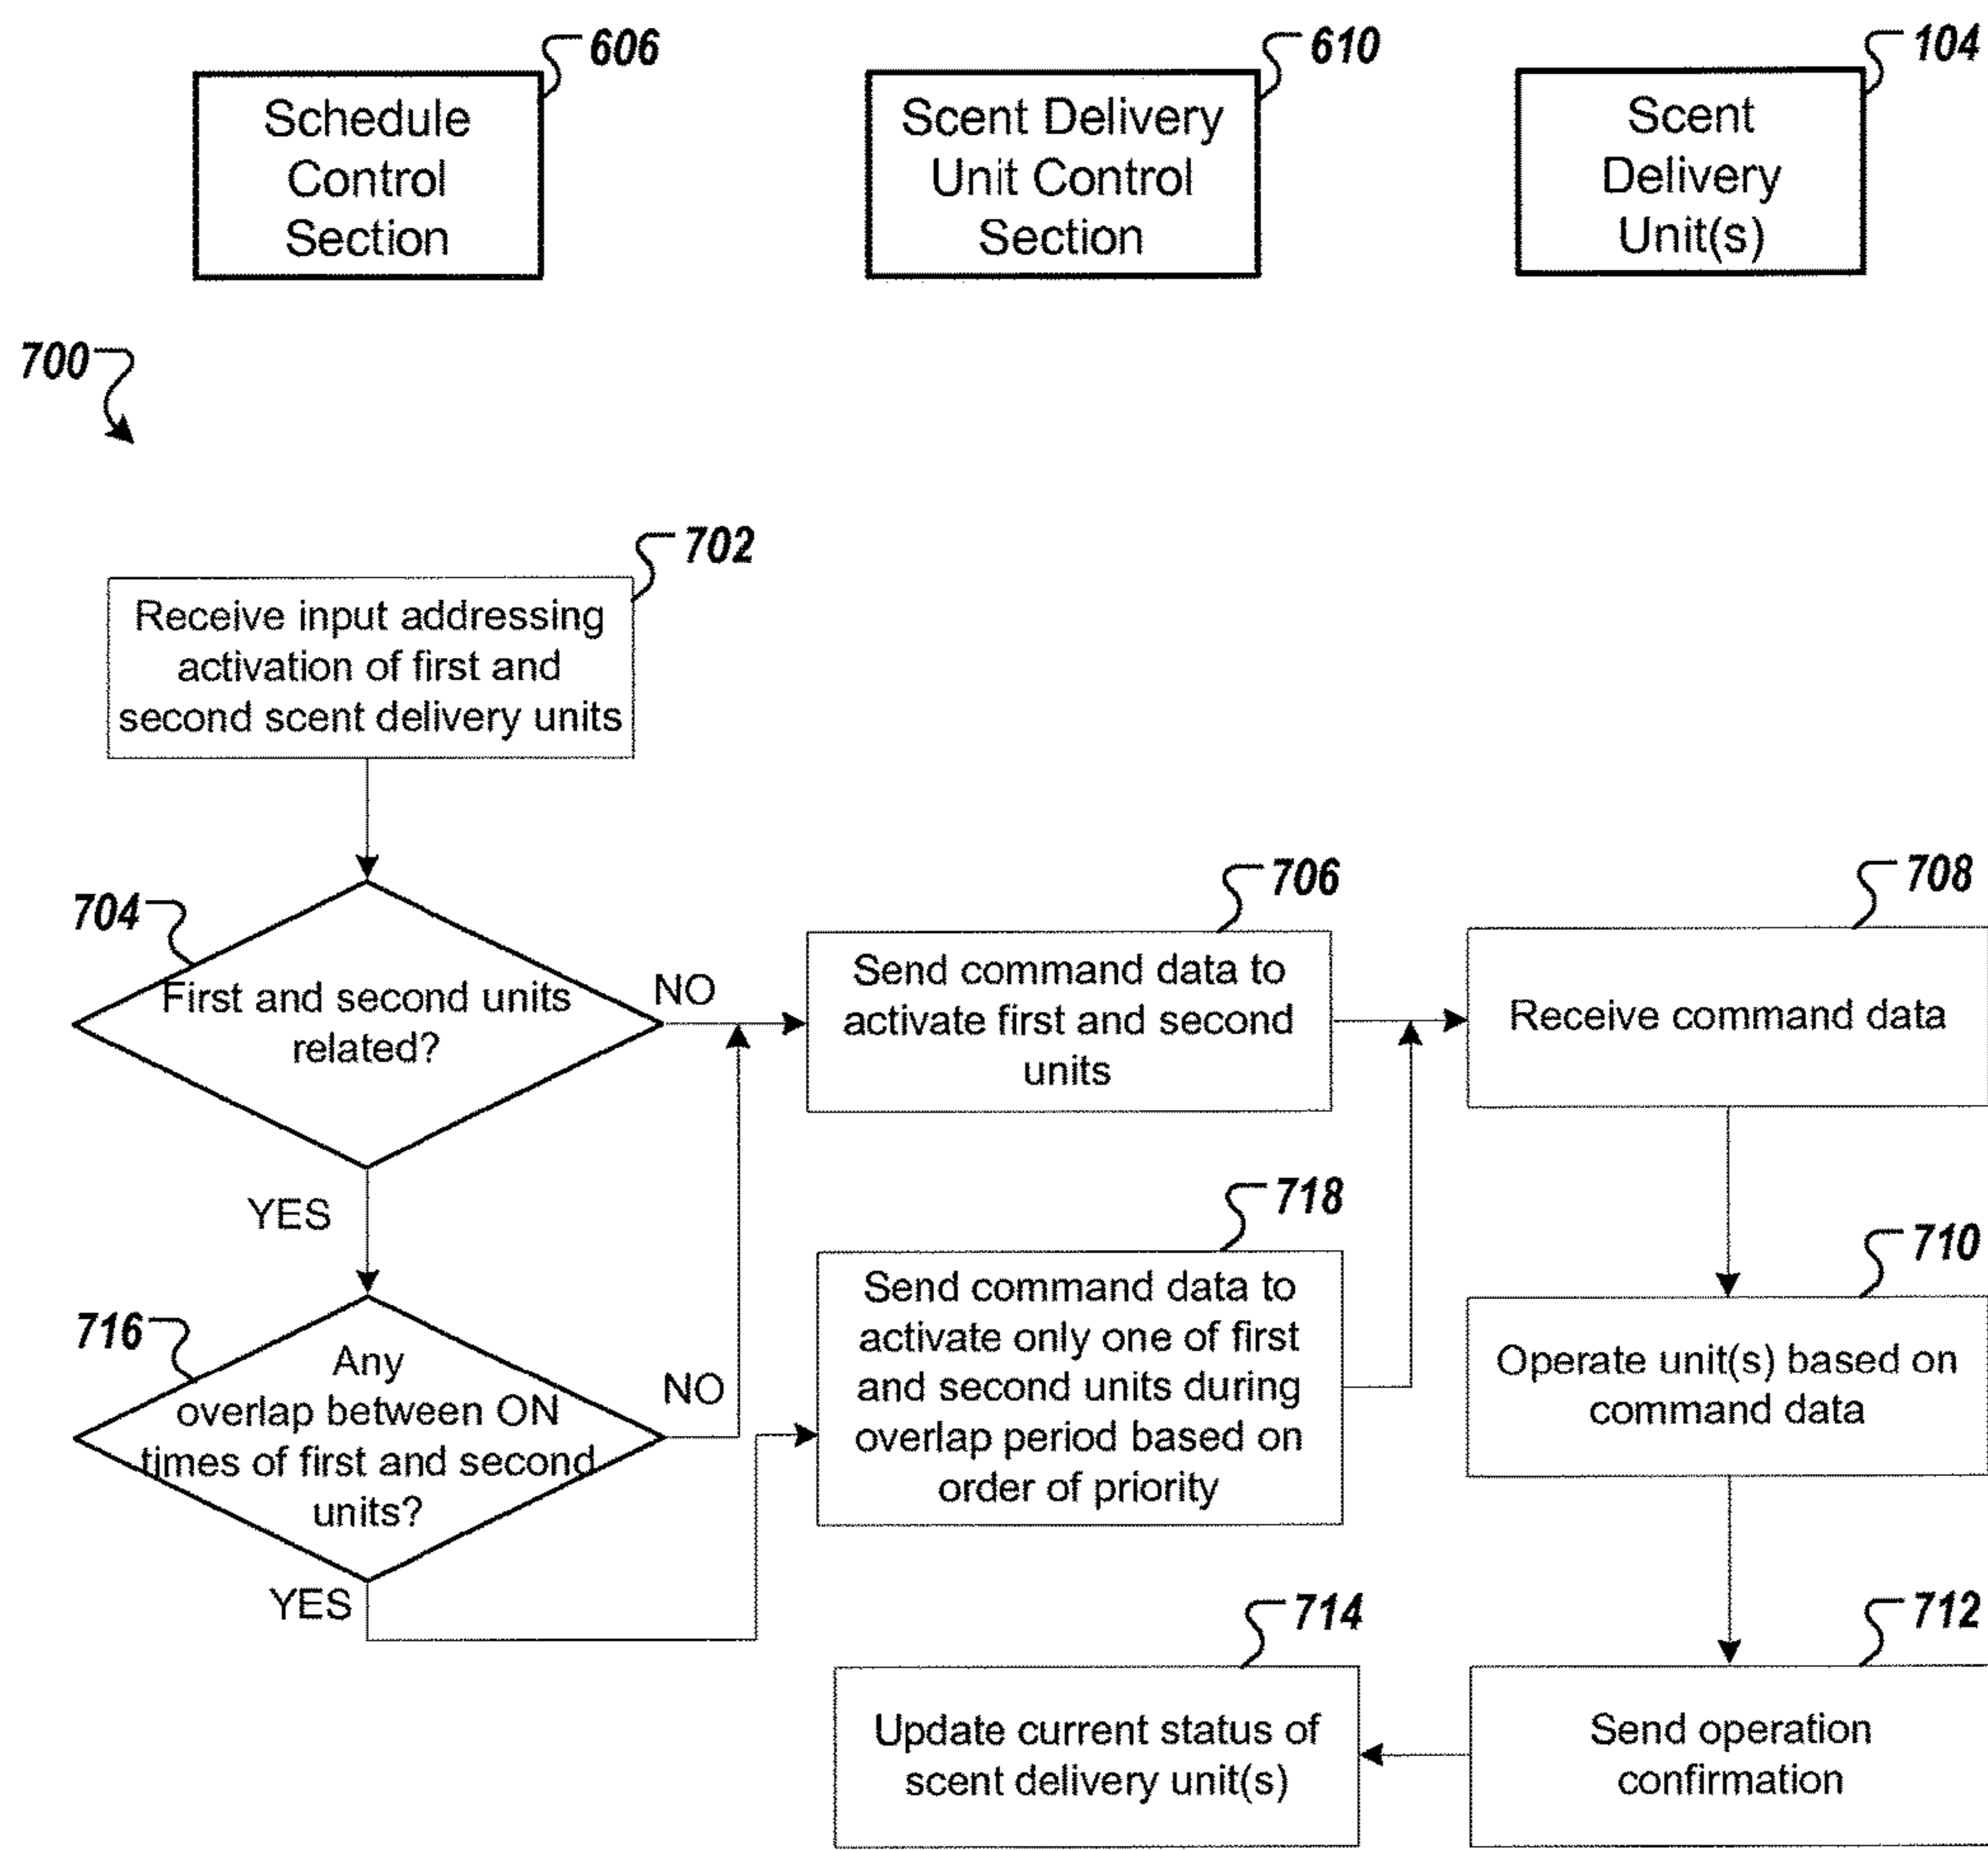 606
Schedule
Control
Section
610
Scent Delivery
Unit Control
Section
104
Scent
Delivery
Unit(s)
700
702
Receive input addressing
activation of first and
second scent delivery units
704
First and second units
related?
NO
YES
706
Send command data to
activate first and second
units
708
Receive command data
716
Any
overlap between ON
times of first and second
units?
NO
YES
718
Send command data to
activate only one of first
and second units during
overlap period based on
order of priority
710
Operate unit(s) based on
command data
712
Send operation
confirmation
714
Update current status of
scent delivery unit(s)